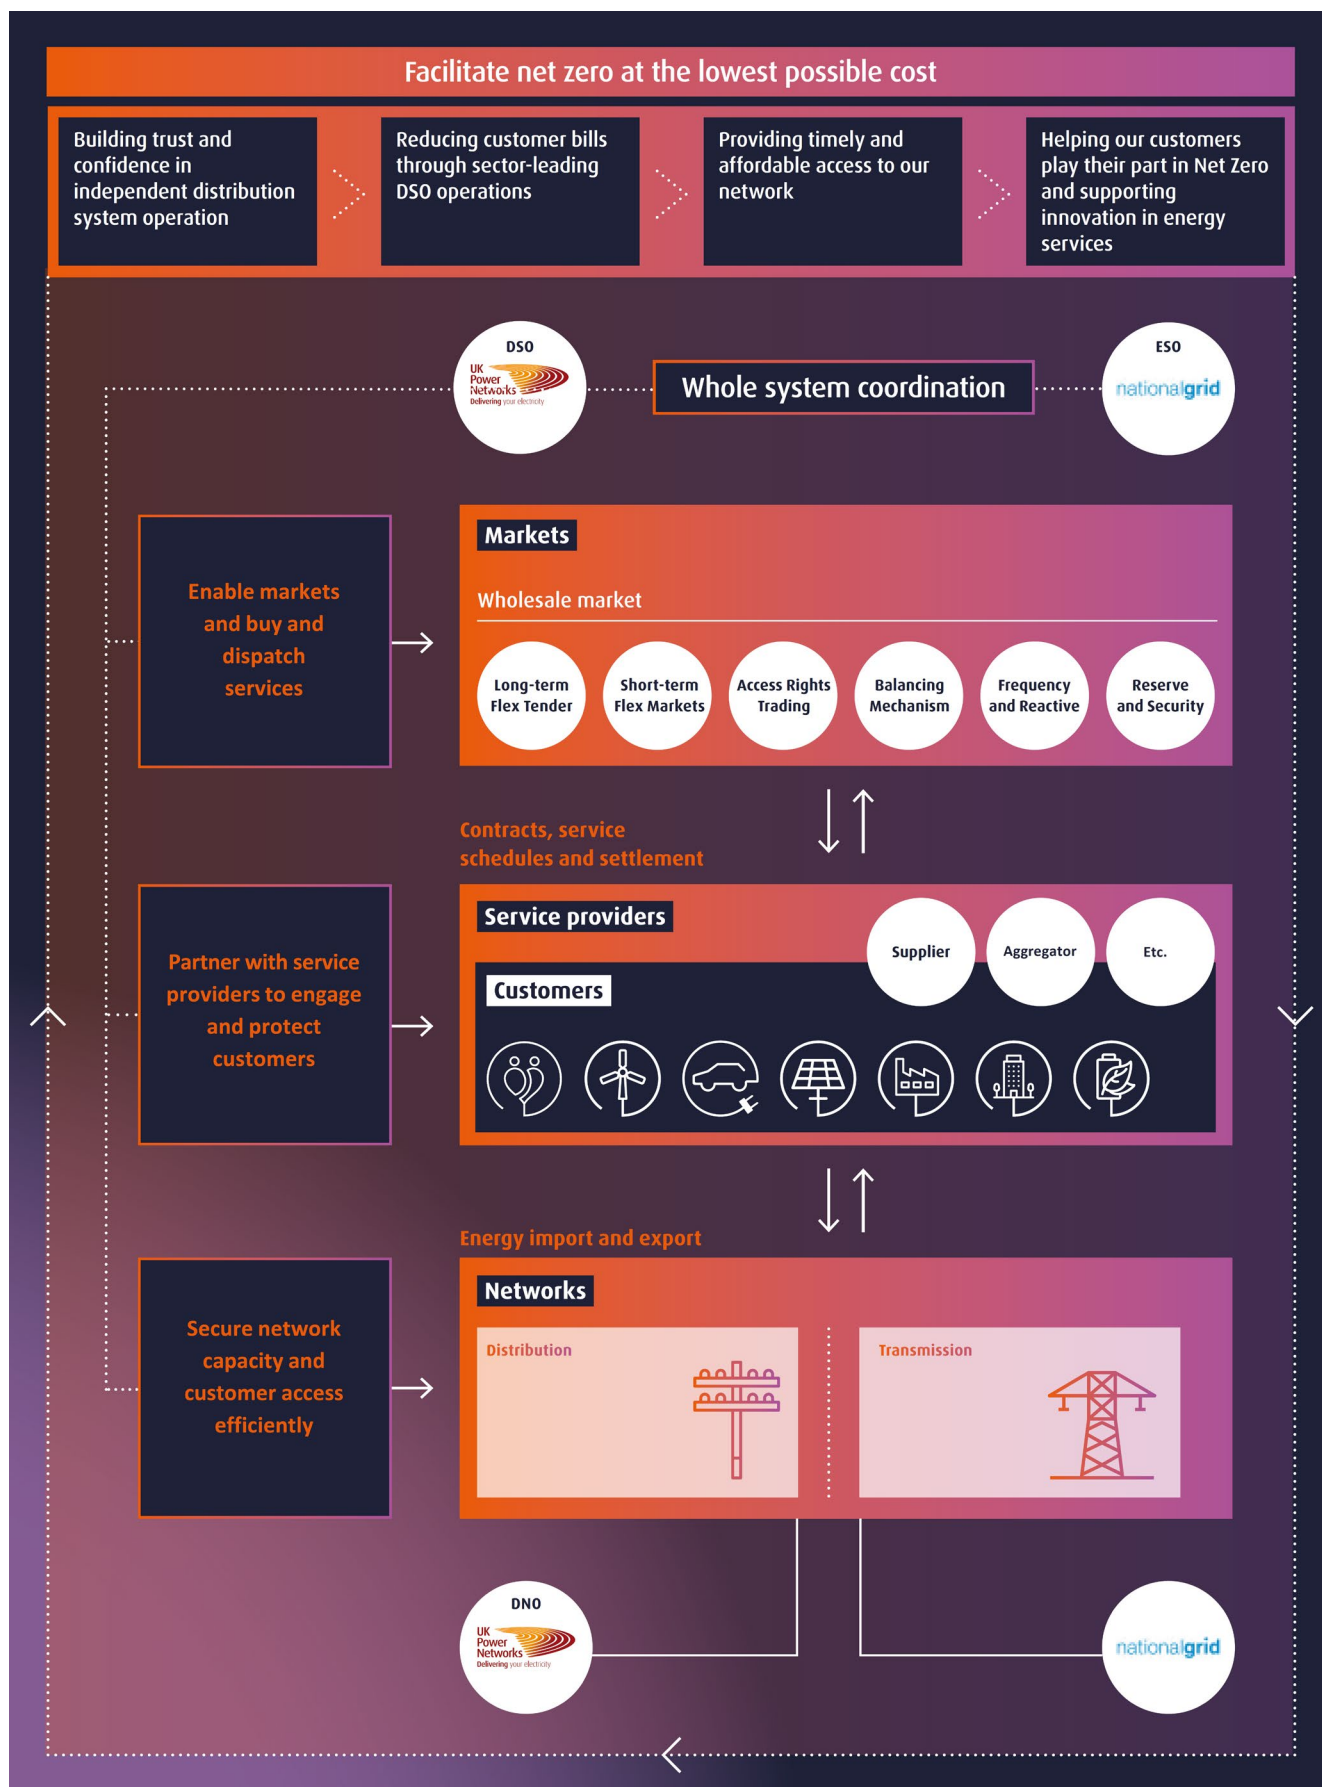 Facilitate net zero at the lowest possible cost
Building trust and
confidence in
independent distribution
system operation
Reducing customer bills
through sector-leading
DSO operations
Providing timely and
affordable access to our
network
Helping our customers
play their part in Net Zero
and supporting
innovation in energy
services
DSO
UK
Power
Networks
Delivering your electricity
Whole system coordination
ESO
nationalgrid
Enable markets
and buy and
dispatch
services
Markets
Wholesale market
Long-term
Flex Tender
Short-term
Flex Markets
Access Rights
Trading
Balancing
Mechanism
Frequency
and Reactive
Reserve
and Security
Contracts, service
schedules and settlement
Partner with service
providers to engage
and protect
customers
Service providers
Supplier
Aggregator
Etc.
Customers
Energy import and export
Secure network
capacity and
customer access
efficiently
Networks
Distribution
Transmission
DNO
UK
Power
Networks
Delivering your electricity
nationalgrid